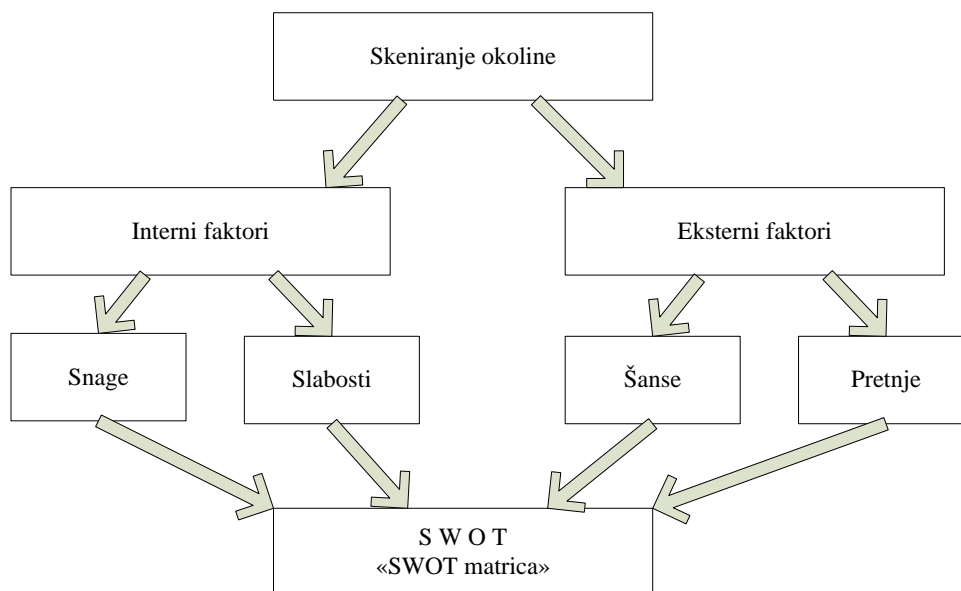 Skeniranje okoline
Interni faktori
Eksterni faktori
Snage
Slabosti
Šanse
Pretnje
S W O T
«SWOT matrica»